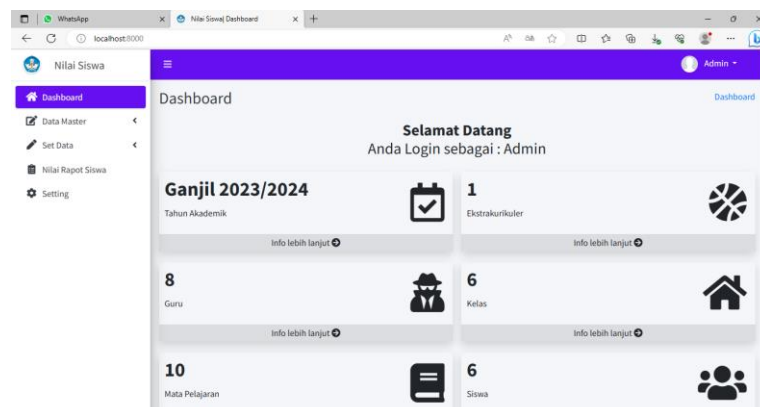 WhatsApp
Nilai Siswa| Dashboard
localhost:8000
Nilai Siswa
Admin
Dashboard
Data Master
Set Data
Nilai Rapot Siswa
Setting
Dashboard
Dashboard
Selamat Datang
Anda Login sebagai : Admin
Ganjil 2023/2024
Tahun Akademik
Info lebih lanjut
1
Ekstrakurikuler
Info lebih lanjut
8
Guru
Info lebih lanjut
6
Kelas
Info lebih lanjut
10
Mata Pelajaran
6
Siswa